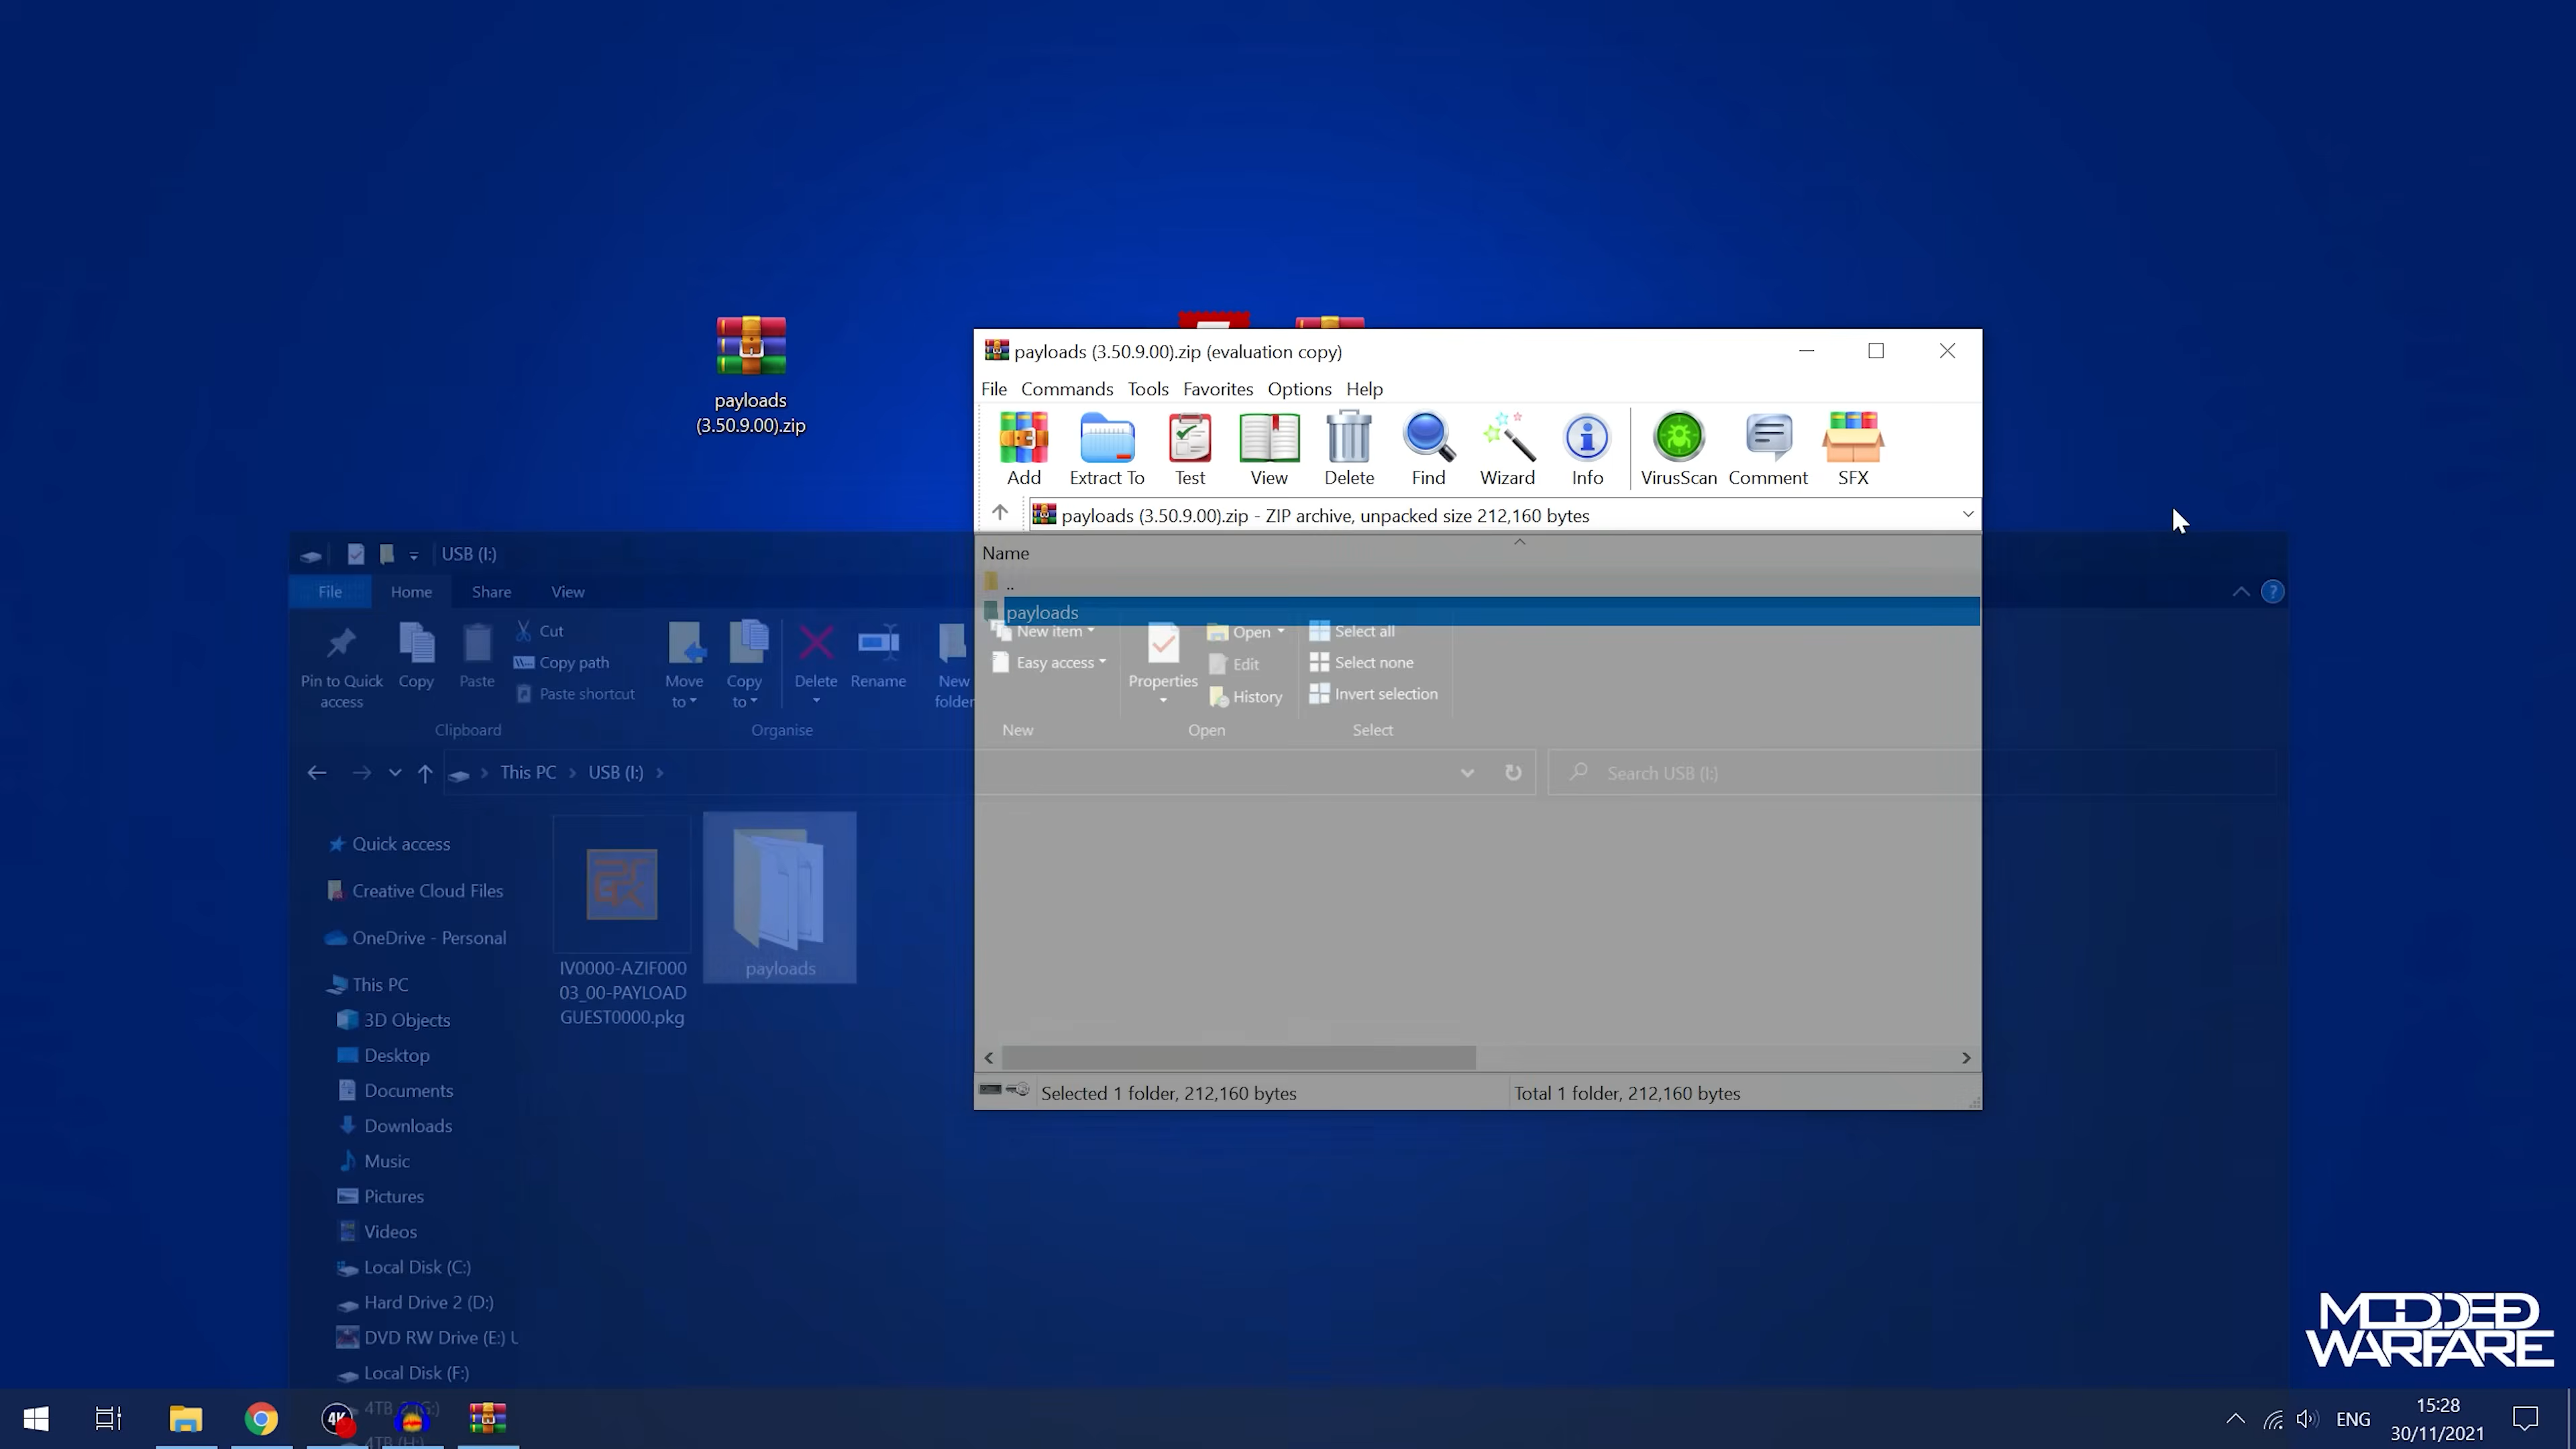 payloads
(3.50.9.00).zip
payloads (3.50.9.00).zip (evaluation copy)
File Commands Tools Favorites Options Help
Add Extract To Test View Delete Find Wizard Info VirusScan Comment SFX
payloads (3.50.9.00).zip - ZIP archive, unpacked size 212,160 bytes
Name
..
payloads
Selected 1 folder, 212,160 bytes Total 1 folder, 212,160 bytes
USB (I:)
File Home Share View
Pin to Quick
access
Copy
Paste
Cut
Copy path
Paste shortcut
Clipboard
Move
to
Copy
to
Delete
Rename
Organise
New
folder
New item
Easy access
New
Properties
Open
Edit
History
Open
Select all
Select none
Invert selection
Select
This PC USB (I:)
Search USB (I:)
Quick access
Creative Cloud Files
OneDrive - Personal
This PC
3D Objects
Desktop
Documents
Downloads
Music
Pictures
Videos
Local Disk (C:)
Hard Drive 2 (D:)
DVD RW Drive (E:) U
Local Disk (F:)
4TB 2 (G:)
4TB (H:)
IV0000-AZIF000
03_00-PAYLOAD
GUEST0000.pkg
payloads
MODDED
WARFARE
4K
ENG
15:28
30/11/2021